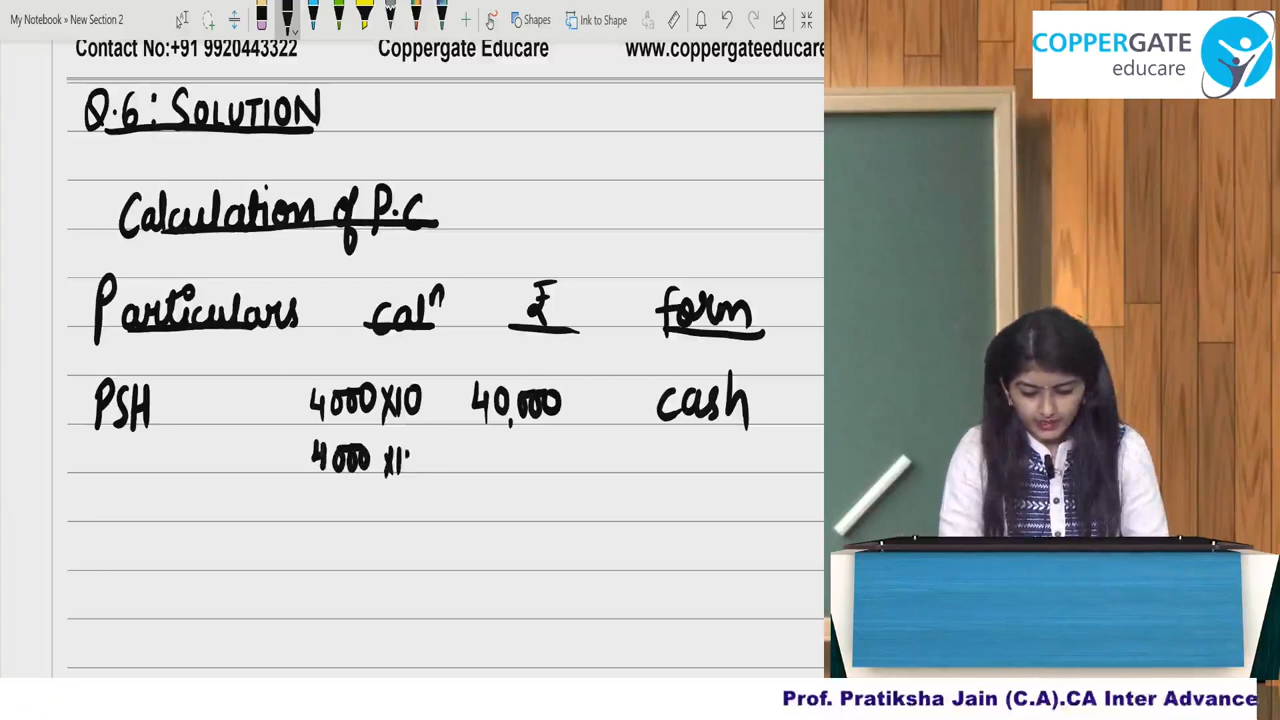 My Notebook » New Section 2
Shapes
Ink to Shape
Contact No:+91 9920443322 Coppergate Educare www.coppergateeducare
COPPERGATE
educare
Q.6: SOLUTION
Calculation of P.C
Particulars calⁿ ₹ form
PSH 4000×10 40,000 cash
4000 ×1
Prof. Pratiksha Jain (C.A).CA Inter Advance